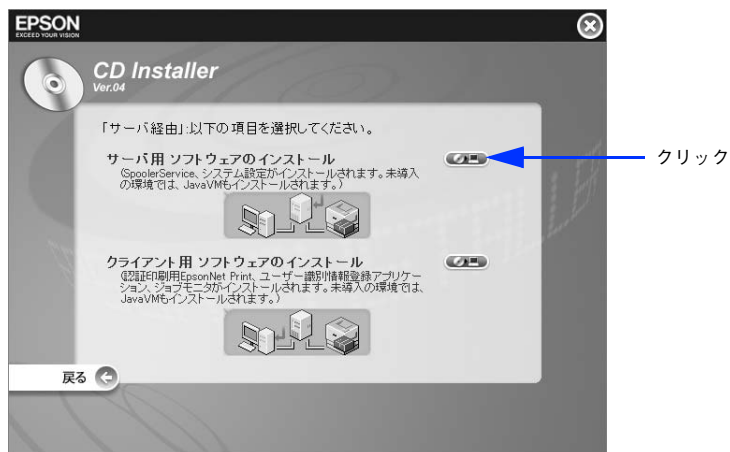 EPSON
EXCEED YOUR VISION
CD Installer
Ver.04
「サーバ経由」:以下の項目を選択してください。
サーバ用 ソフトウェアのインストール
クリック
(SpoolerService、システム設定がインストールされます。未導入
の環境では、JavaVMもインストールされます。)
クライアント用 ソフトウェアのインストール
(認証印刷用EpsonNet Print、ユーザー識別情報登録アプリケー
ション、ジョブモニタがインストールされます。未導入の環境では、
JavaVMもインストールされます。)
戻る